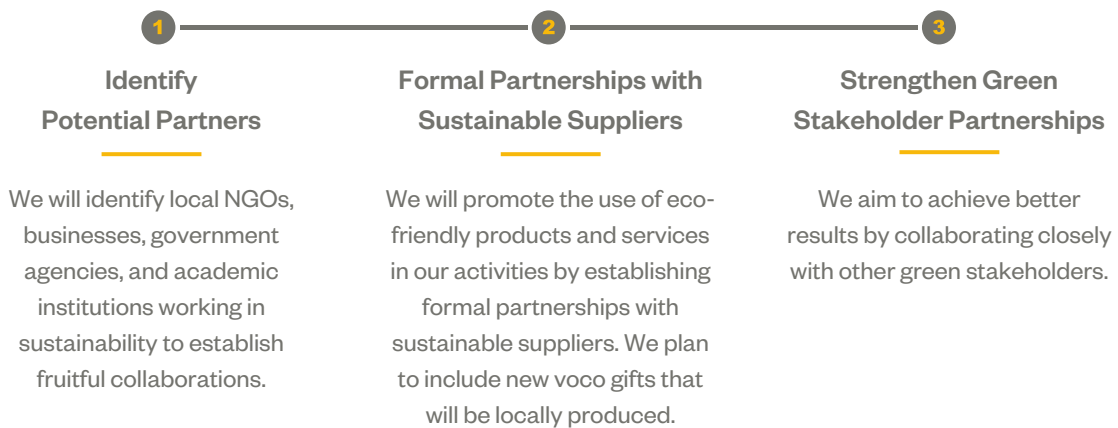 1
2
3
Identify
Potential Partners
We will identify local NGOs,
businesses, government
agencies, and academic
institutions working in
sustainability to establish
fruitful collaborations.
Formal Partnerships with
Sustainable Suppliers
We will promote the use of eco-
friendly products and services
in our activities by establishing
formal partnerships with
sustainable suppliers. We plan
to include new voco gifts that
will be locally produced.
Strengthen Green
Stakeholder Partnerships
We aim to achieve better
results by collaborating closely
with other green stakeholders.